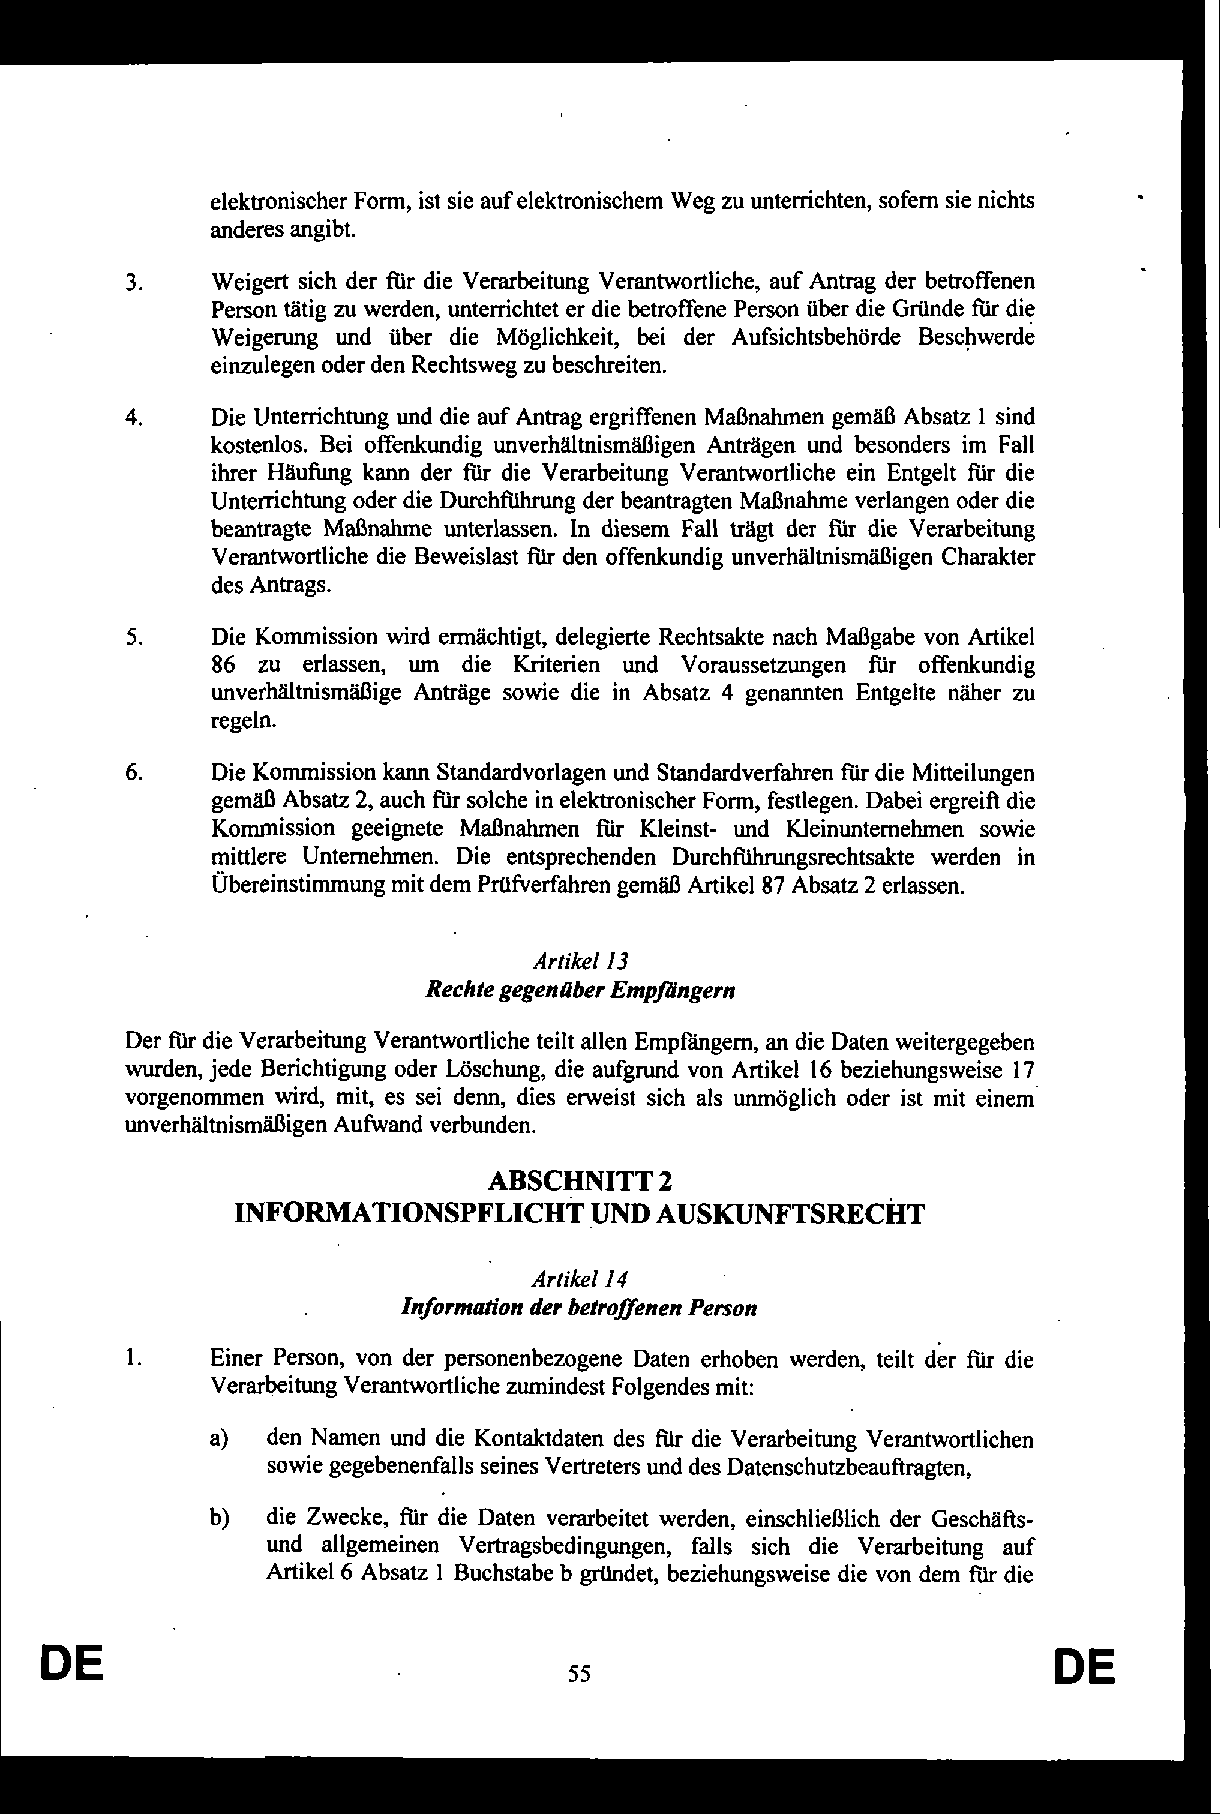 elektronischer Form, ist sie auf elektronischem Weg zu unterrichten, sofern sie nichts
anderes angibt.
3. Weigert sich der für die Verarbeitung Verantwortliche, auf Antrag der betroffenen
Person tätig zu werden, unterrichtet er die betroffene Person über die Gründe für die
Weigerung und über die Möglichkeit, bei der Aufsichtsbehörde Beschwerde
einzulegen oder den Rechtsweg zu beschreiten.
4. Die Unterrichtung und die auf Antrag ergriffenen Maßnahmen gemäß Absatz 1 sind
kostenlos. Bei offenkundig unverhältnismäßigen Anträgen und besonders im Fall
ihrer Häufung kann der für die Verarbeitung Verantwortliche ein Entgelt für die
Unterrichtung oder die Durchführung der beantragten Maßnahme verlangen oder die
beantragte Maßnahme unterlassen. In diesem Fall trägt der für die Verarbeitung
Verantwortliche die Beweislast für den offenkundig unverhältnismäßigen Charakter
des Antrags.
5. Die Kommission wird ermächtigt, delegierte Rechtsakte nach Maßgabe von Artikel
86 zu erlassen, um die Kriterien und Voraussetzungen für offenkundig
unverhältnismäßige Anträge sowie die in Absatz 4 genannten Entgelte näher zu
regeln.
6. Die Kommission kann Standardvorlagen und Standardverfahren für die Mitteilungen
gemäß Absatz 2, auch für solche in elektronischer Form, festlegen. Dabei ergreift die
Kommission geeignete Maßnahmen für Kleinst- und Kleinunternehmen sowie
mittlere Unternehmen. Die entsprechenden Durchführungsrechtsakte werden in
Übereinstimmung mit dem Prüfverfahren gemäß Artikel 87 Absatz 2 erlassen.
Artikel 13
Rechte gegenüber Empfängern
Der für die Verarbeitung Verantwortliche teilt allen Empfängern, an die Daten weitergegeben
wurden, jede Berichtigung oder Löschung, die aufgrund von Artikel 16 beziehungsweise 17
vorgenommen wird, mit, es sei denn, dies erweist sich als unmöglich oder ist mit einem
unverhältnismäßigen Aufwand verbunden.
ABSCHNITT 2
INFORMATIONSPFLICHT UND AUSKUNFTSRECHT
Artikel 14
Information der betroffenen Person
1. Einer Person, von der personenbezogene Daten erhoben werden, teilt der für die
Verarbeitung Verantwortliche zumindest Folgendes mit:
a) den Namen und die Kontaktdaten des für die Verarbeitung Verantwortlichen
sowie gegebenenfalls seines Vertreters und des Datenschutzbeauftragten,
b) die Zwecke, für die Daten verarbeitet werden, einschließlich der Geschäfts-
und allgemeinen Vertragsbedingungen, falls sich die Verarbeitung auf
Artikel 6 Absatz 1 Buchstabe b gründet, beziehungsweise die von dem für die
DE 55 DE